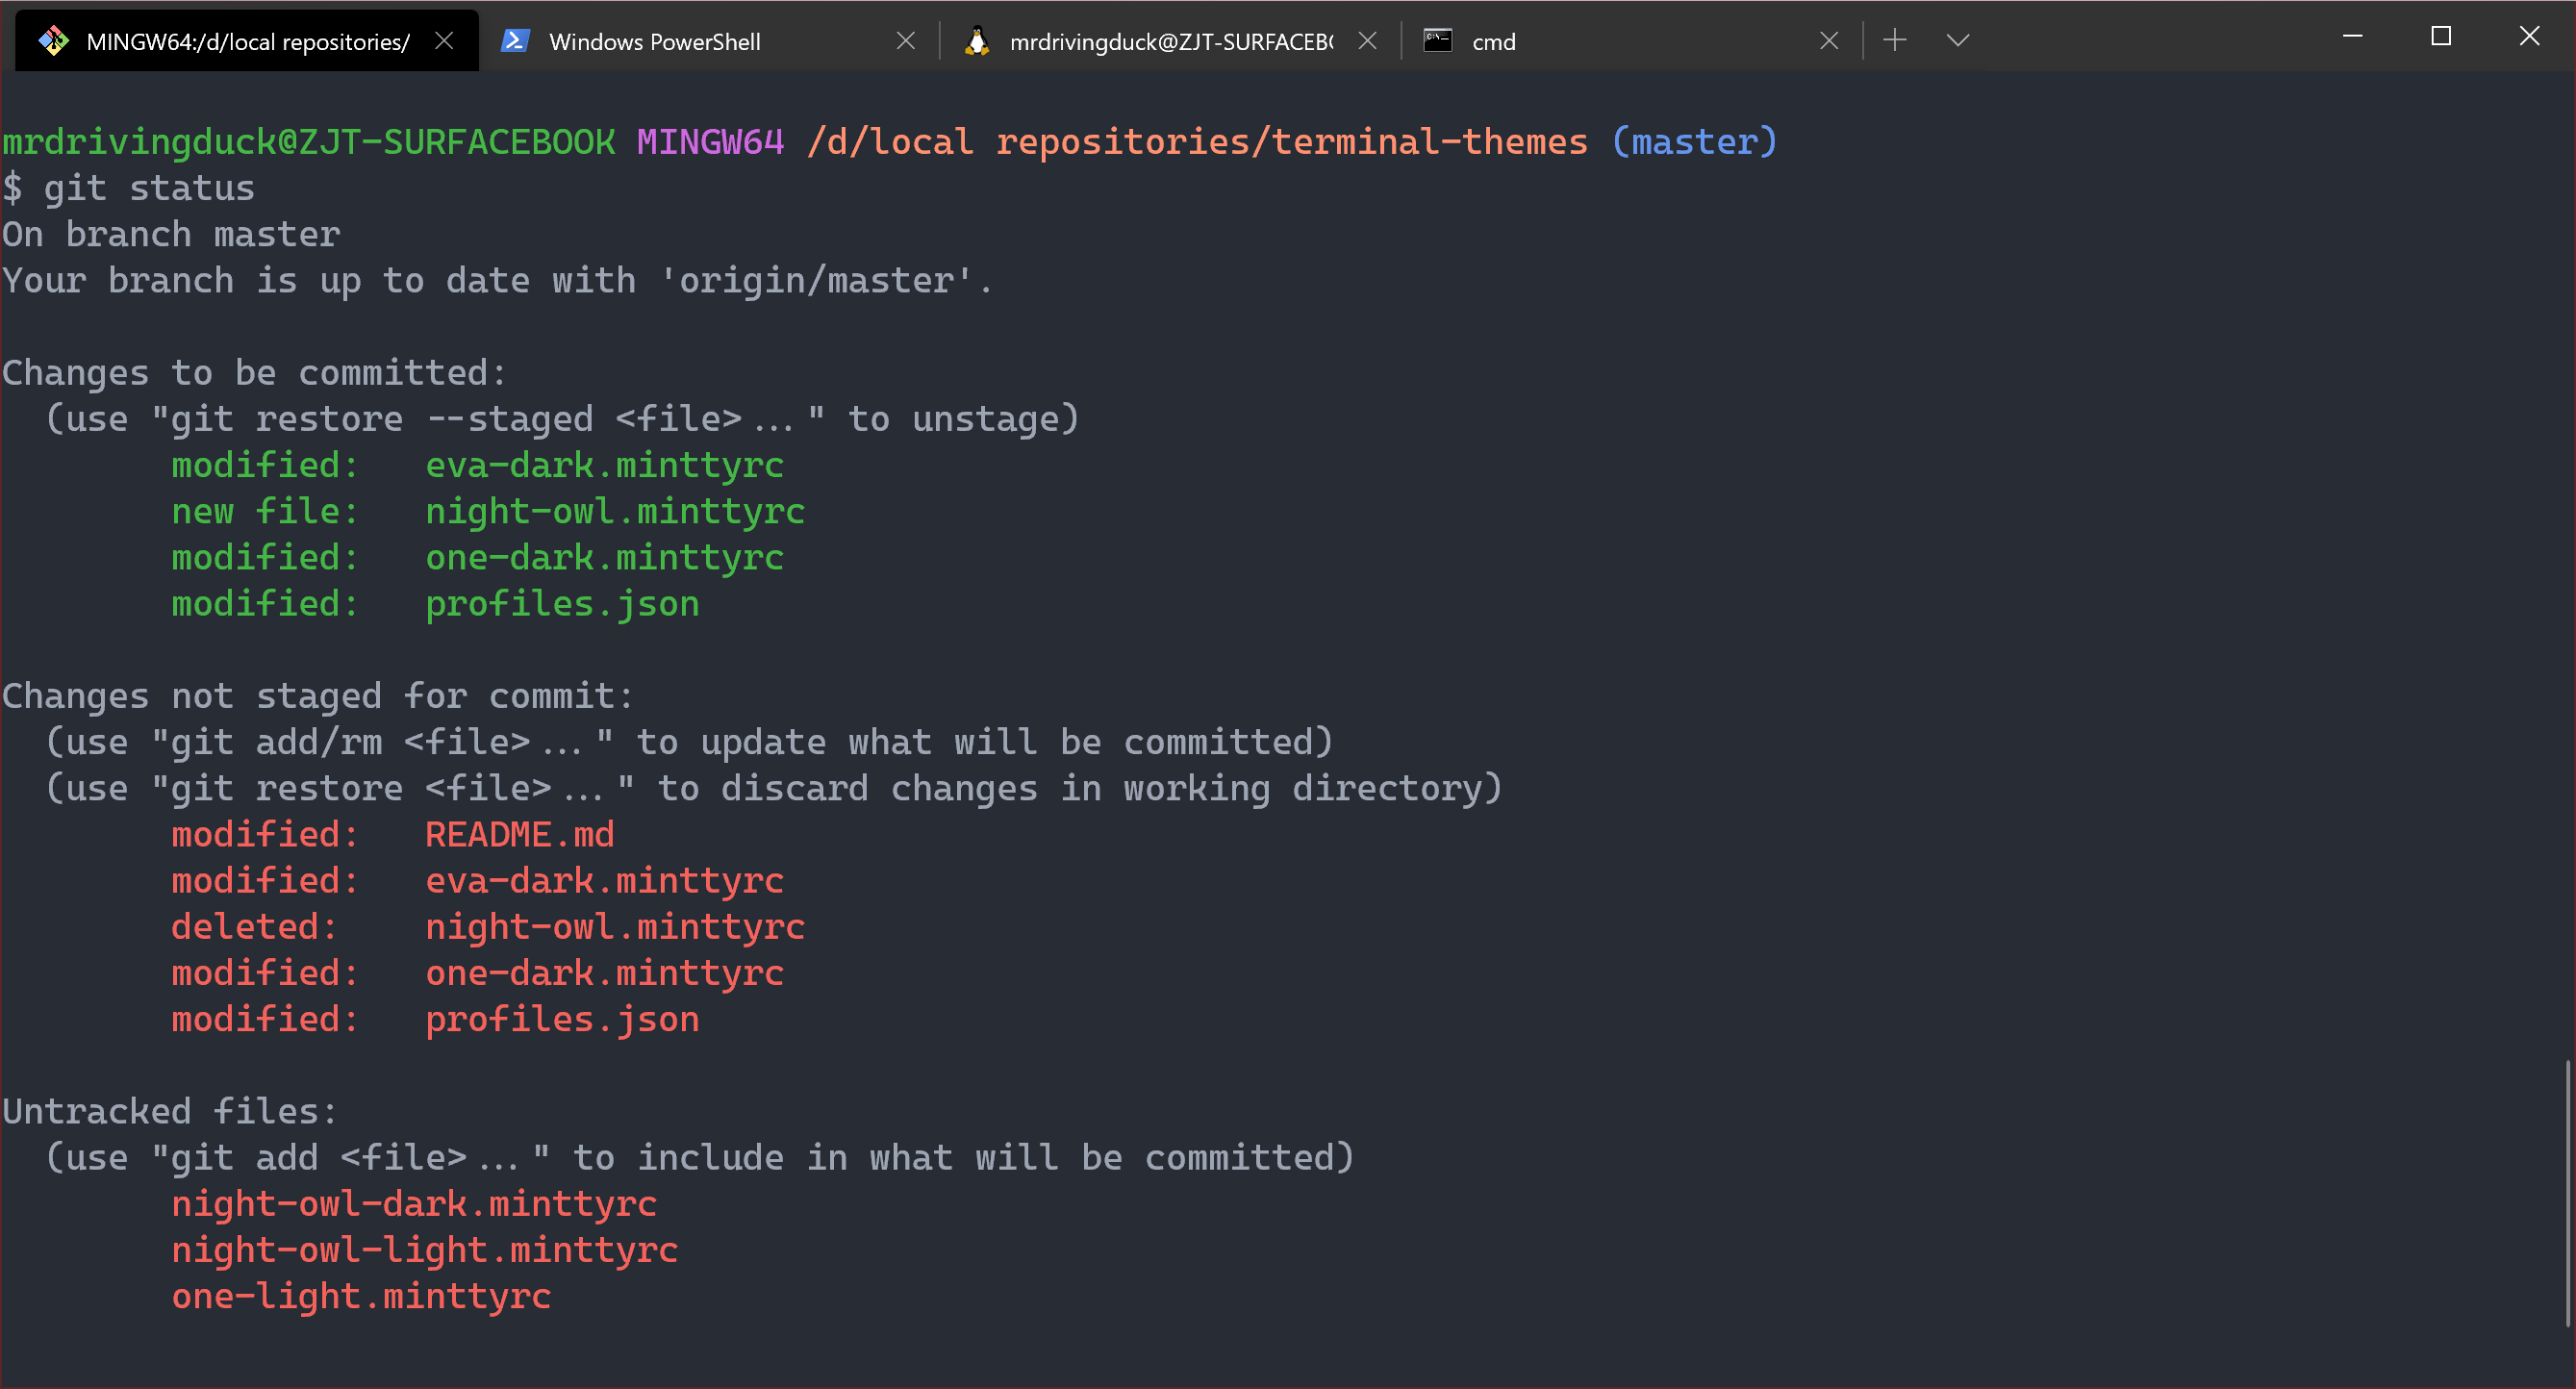 MINGW64:/d/local repositories/ Windows PowerShell mrdrivingduck@ZJT-SURFACEB cmd
mrdrivingduck@ZJT-SURFACEBOOK MINGW64 /d/local repositories/terminal-themes (master)
$ git status
On branch master
Your branch is up to date with 'origin/master'.
Changes to be committed:
  (use "git restore --staged <file>..." to unstage)
        modified:   eva-dark.minttyrc
        new file:   night-owl.minttyrc
        modified:   one-dark.minttyrc
        modified:   profiles.json
Changes not staged for commit:
  (use "git add/rm <file>..." to update what will be committed)
  (use "git restore <file>..." to discard changes in working directory)
        modified:   README.md
        modified:   eva-dark.minttyrc
        deleted:    night-owl.minttyrc
        modified:   one-dark.minttyrc
        modified:   profiles.json
Untracked files:
  (use "git add <file>..." to include in what will be committed)
        night-owl-dark.minttyrc
        night-owl-light.minttyrc
        one-light.minttyrc